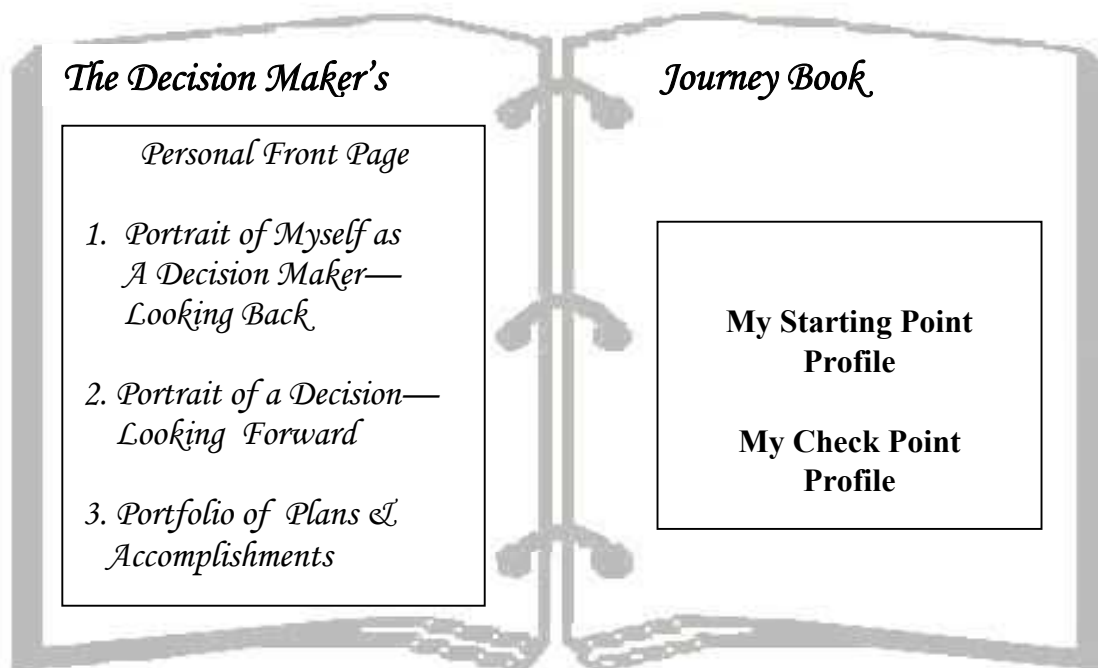 The Decision Maker's
Personal Front Page
1. Portrait of Myself as
A Decision Maker—
Looking Back
2. Portrait of a Decision—
Looking Forward
3. Portfolio of Plans &
Accomplishments
Journey Book
My Starting Point
Profile
My Check Point
Profile